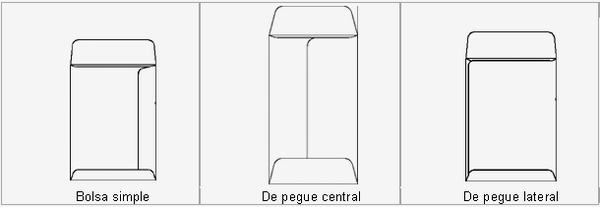 Bolsa simple
De pegue central
De pegue lateral